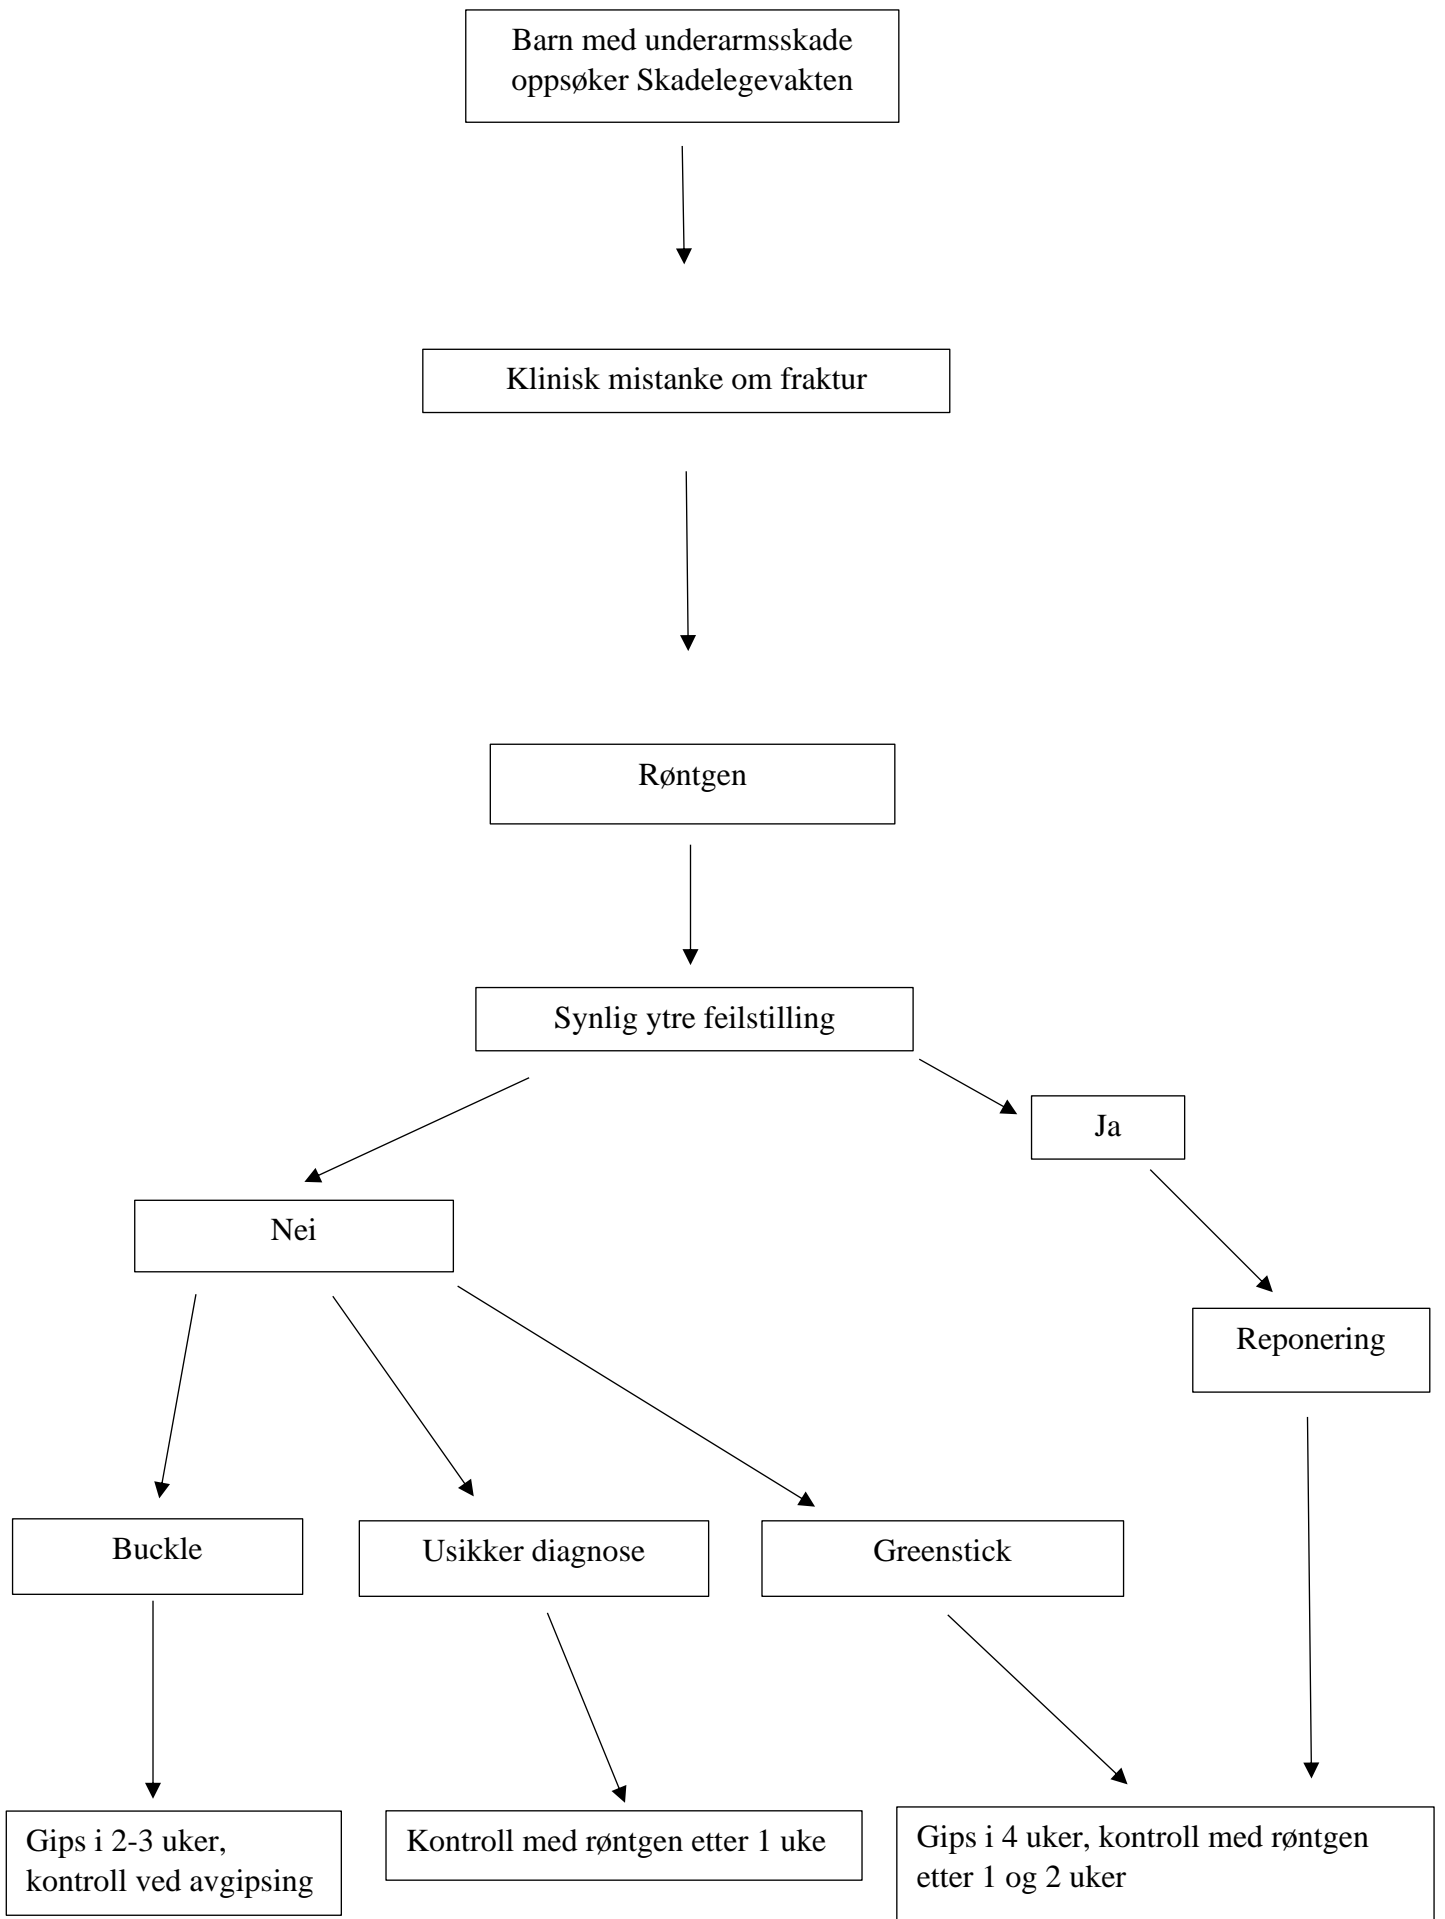 Barn med underarmsskade
oppsøker Skadelegevakten
Klinisk mistanke om fraktur
Røntgen
Synlig ytre feilstilling
Ja
Nei
Reponering
Buckle
Usikker diagnose
Greenstick
Gips i 2-3 uker,
kontroll ved avgipsing
Kontroll med røntgen etter 1 uke
Gips i 4 uker, kontroll med røntgen
etter 1 og 2 uker